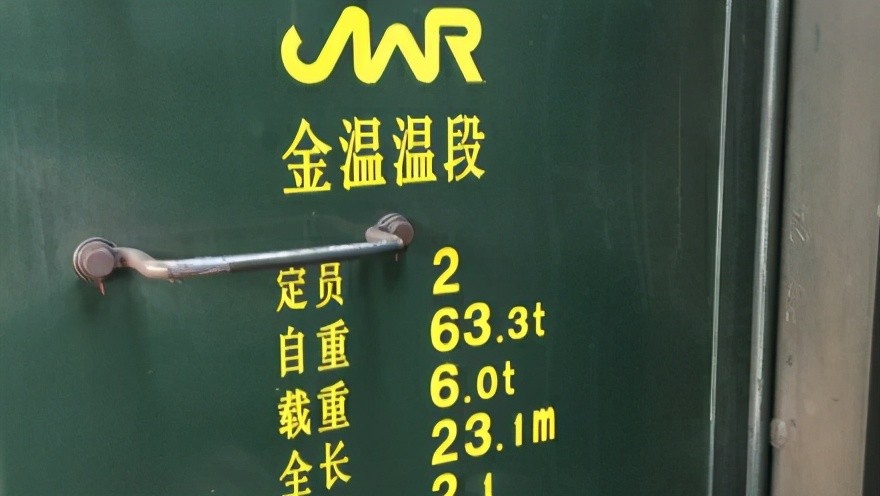 JWR
金温温段
定员 2
自重 63.3t
载重 6.0t
全长 23.1m